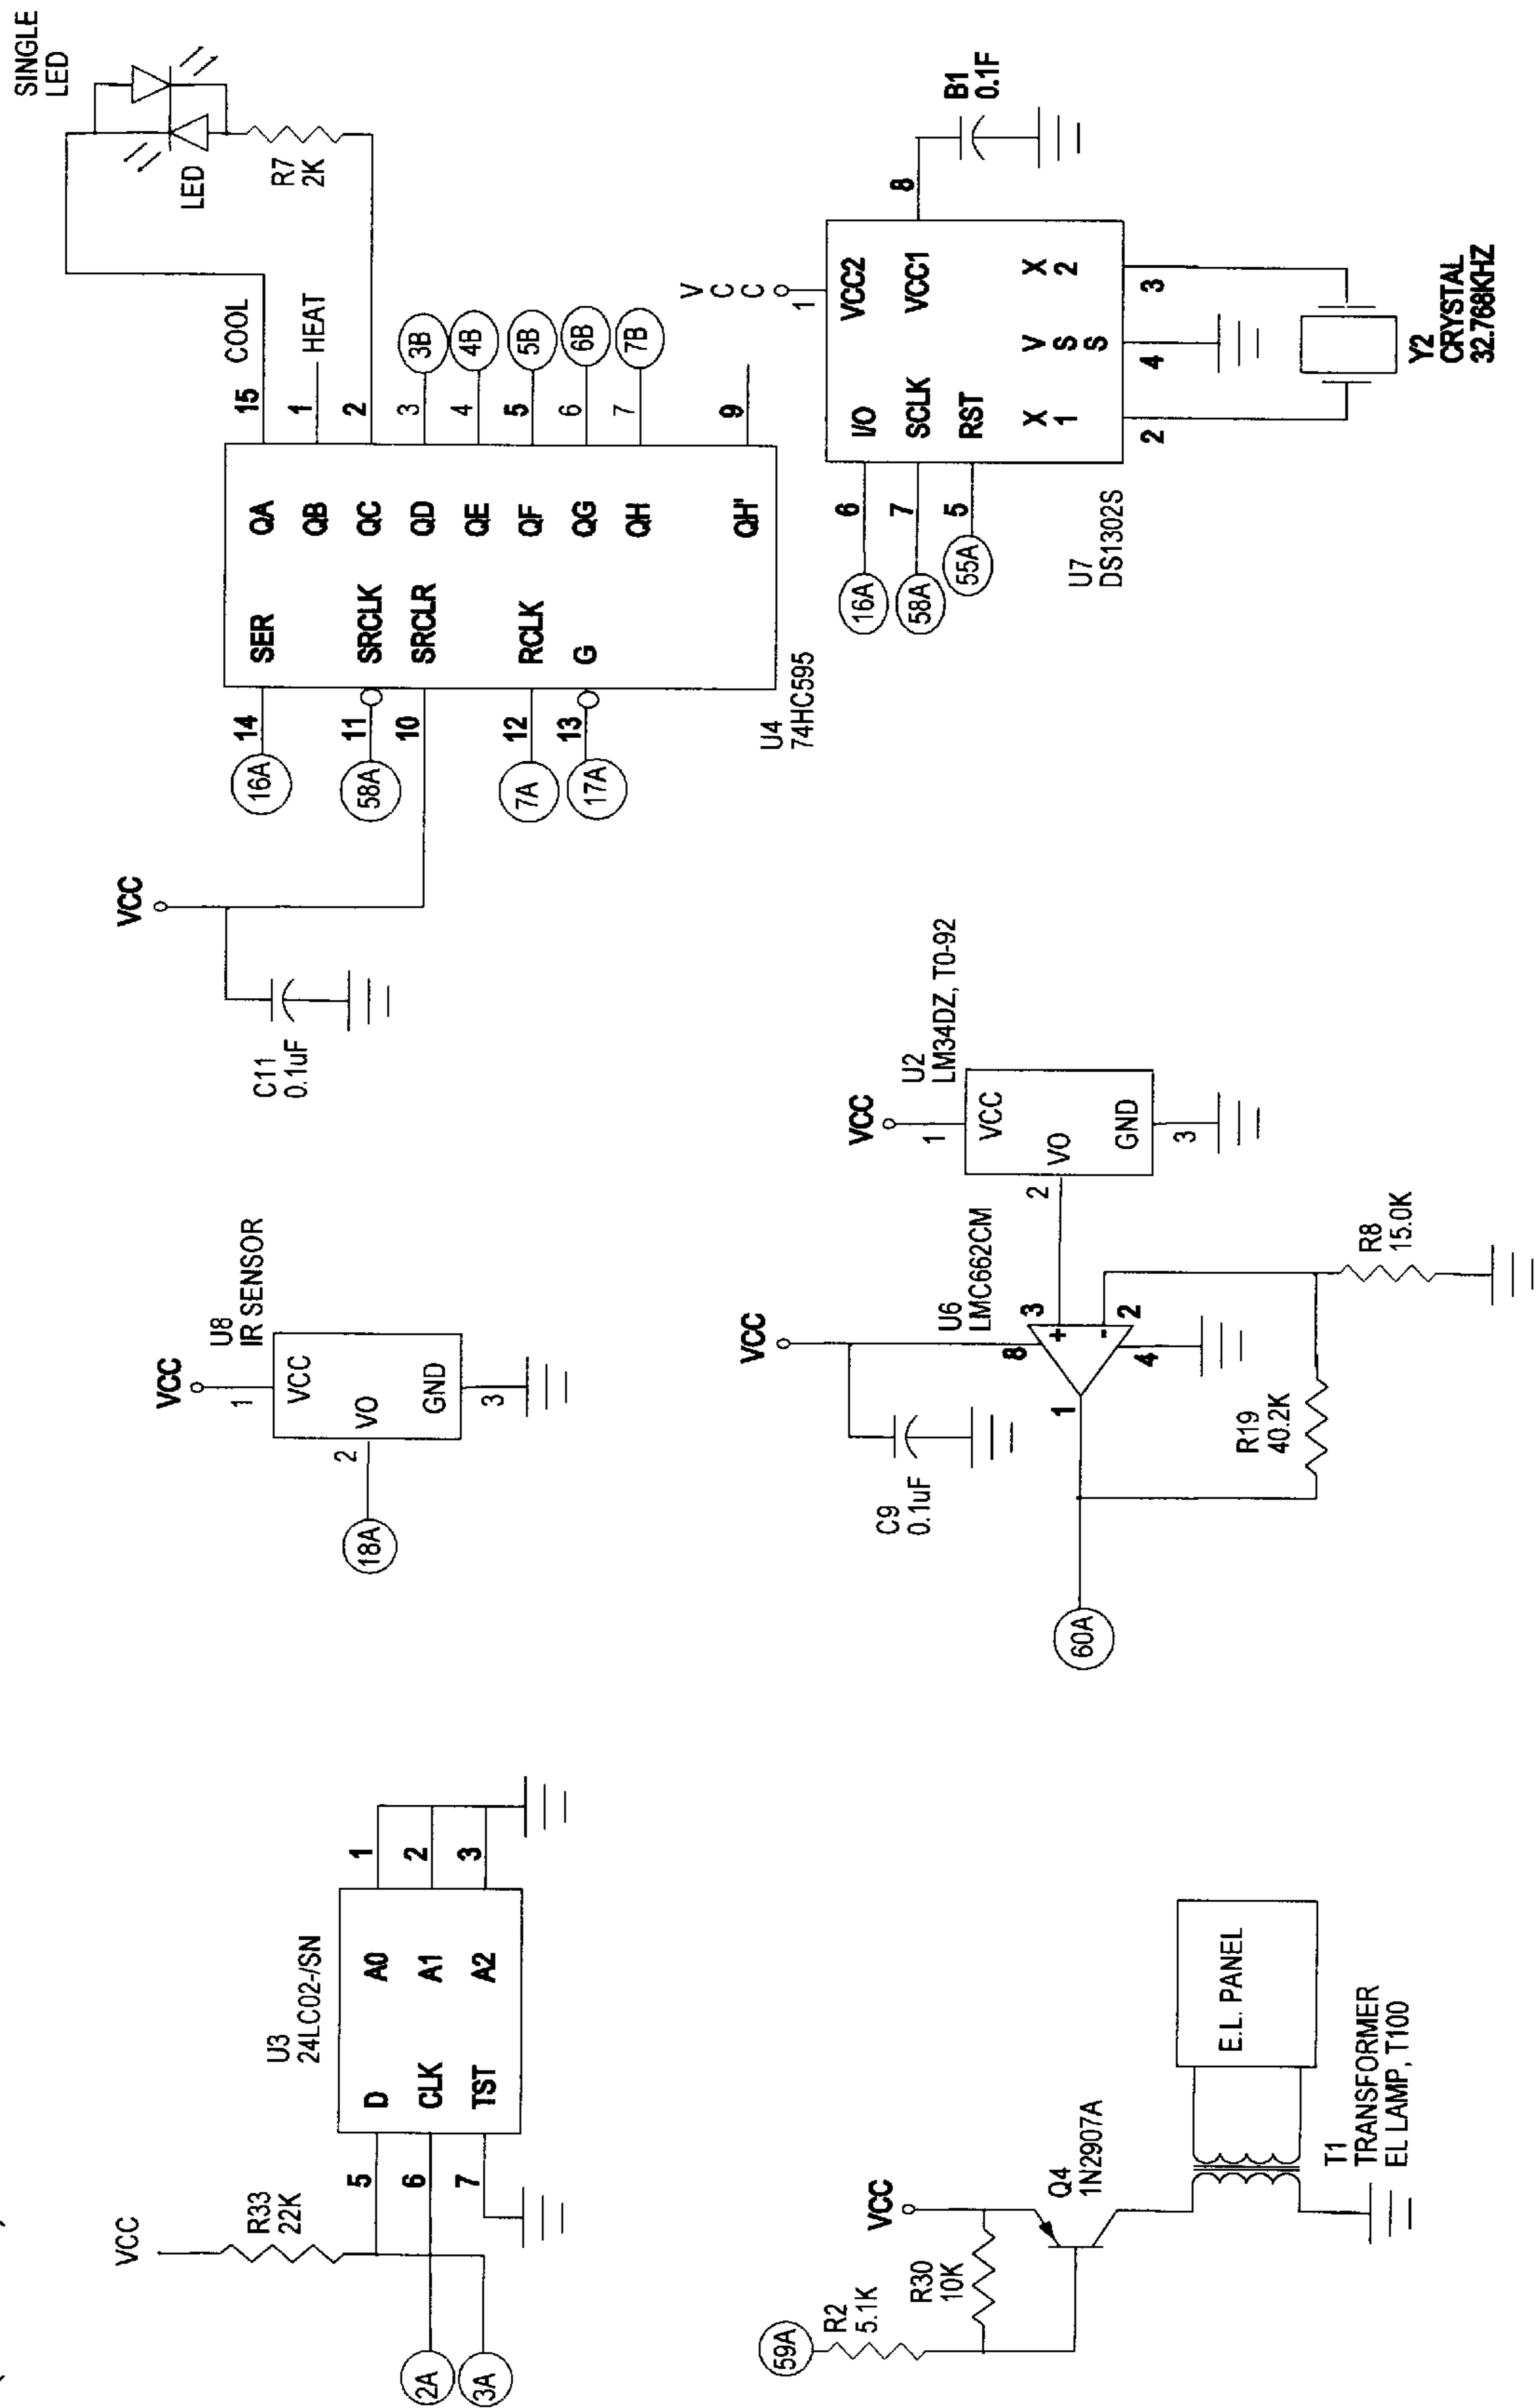 VCC
R33
22K
2A
3A
5
6
7
U3
24LC02-/SN
D A0
CLK A1
TST A2
1
2
3
U8
IR SENSOR
VCC
1
VCC
VO
GND
2
3
18A
VCC
C11
0.1uF
16A
58A
7A
17A
14
11
10
12
13
SER QA
QB
SRCLK QC
SRCLR QD
QE
RCLK QF
G QG
QH
QH'
U4
74HC595
15 COOL
1 HEAT
2
3 3B
4 4B
5 5B
6 6B
7 7B
9
SINGLE
LED
LED
R7
2K
59A
R2
5.1K
R30
10K
VCC
Q4
1N2907A
E.L. PANEL
T1
TRANSFORMER
EL LAMP, T100
60A
C9
0.1uF
VCC
U6
LMC662CM
1
8
3
+
-
2
4
R19
40.2K
R8
15.0K
VCC
1
U2
LM34DZ, T0-92
VCC
VO
GND
2
3
16A
58A
55A
6
7
5
U7
DS1302S
VCC
1
I/O VCC2
SCLK VCC1
RST
X1 VSS X2
2 4 3
8
B1
0.1F
Y2
CRYSTAL
32.768KHZ